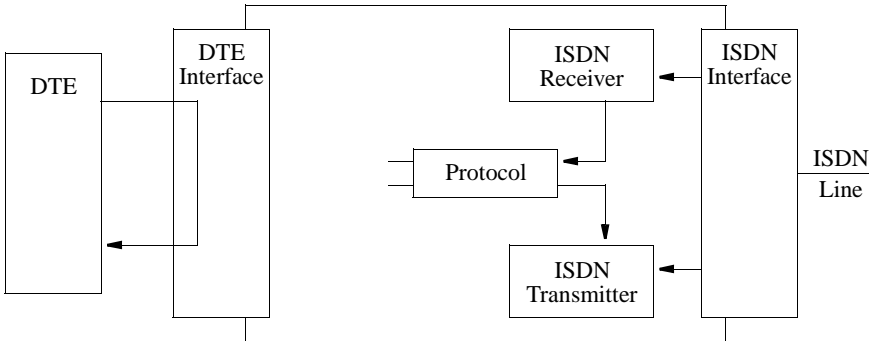 DTE
DTE
Interface
ISDN
Receiver
ISDN
Interface
Protocol
ISDN
Line
ISDN
Transmitter